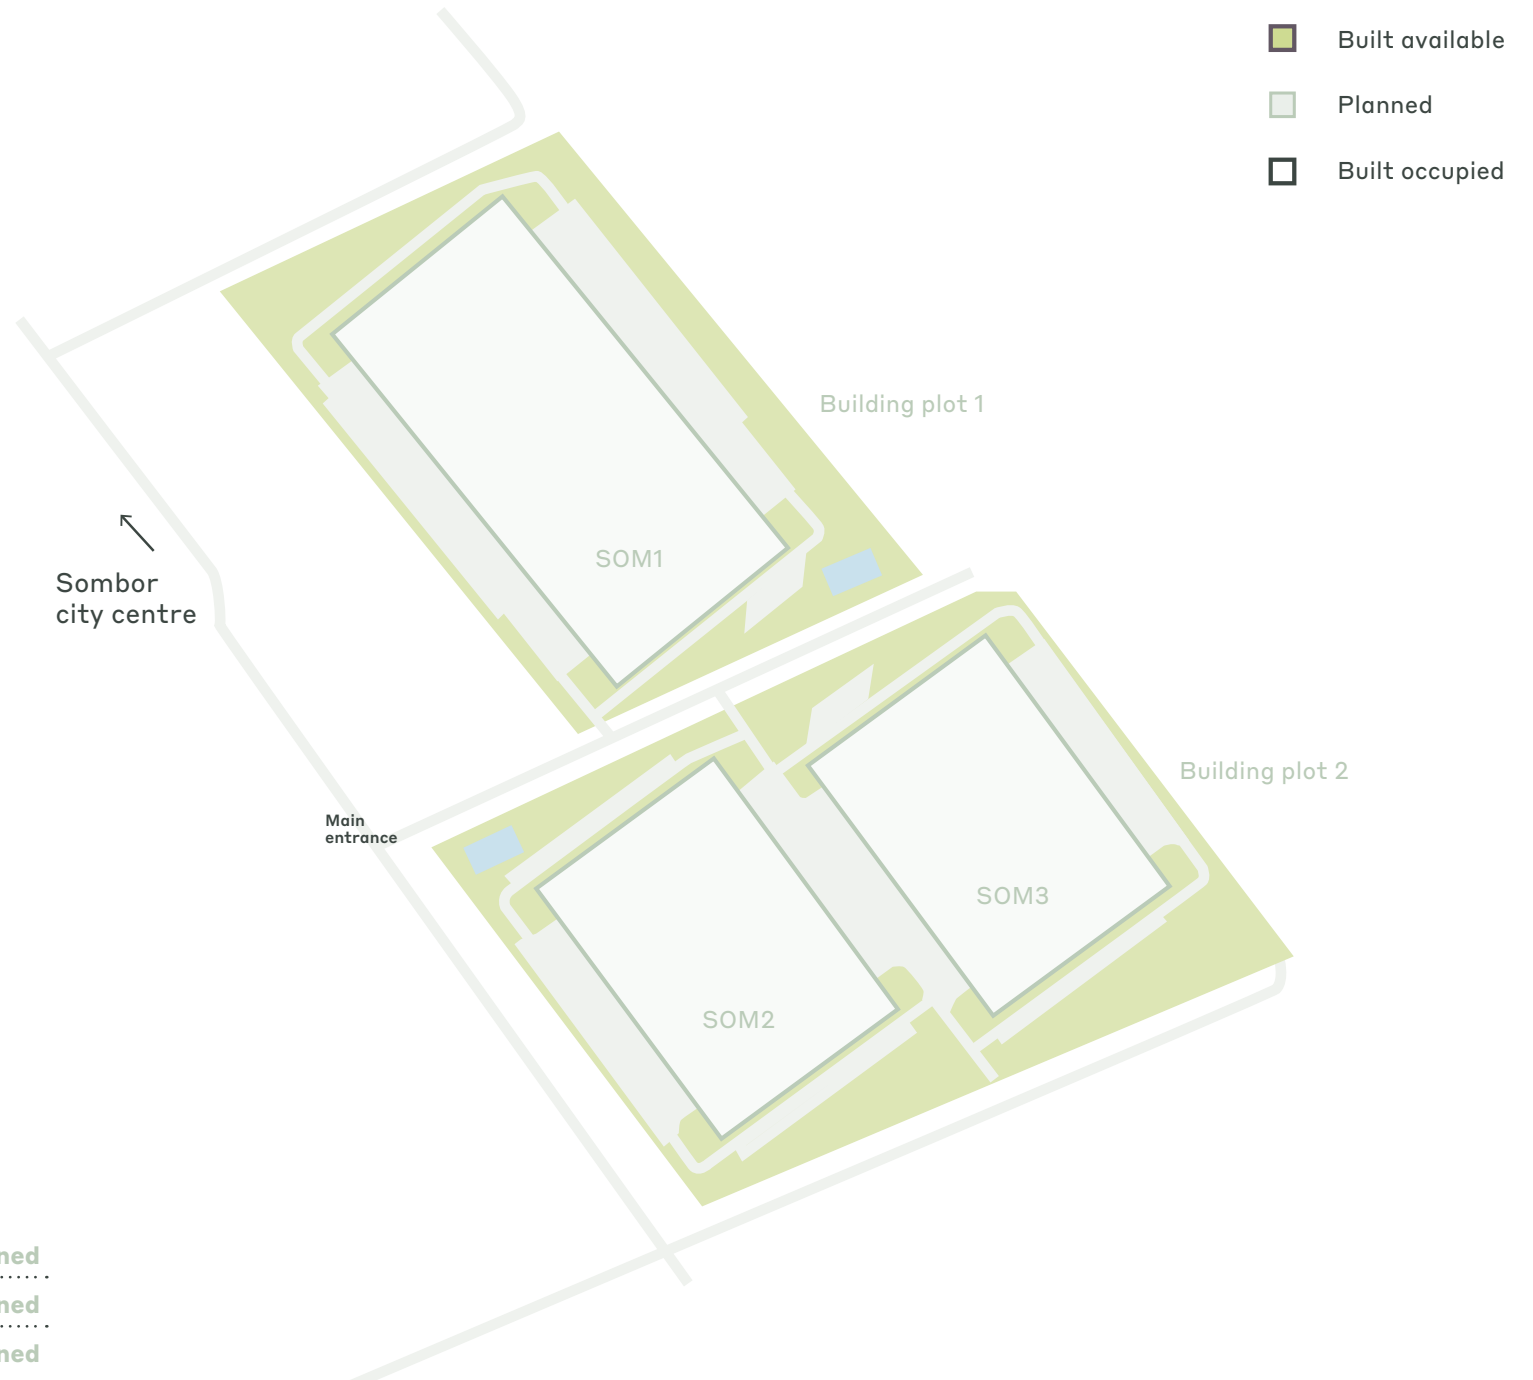 Built available
Planned
Built occupied
Building plot 1
SOM1
Sombor
city centre
Building plot 2
Main
entrance
SOM3
SOM2
ned
ned
ned